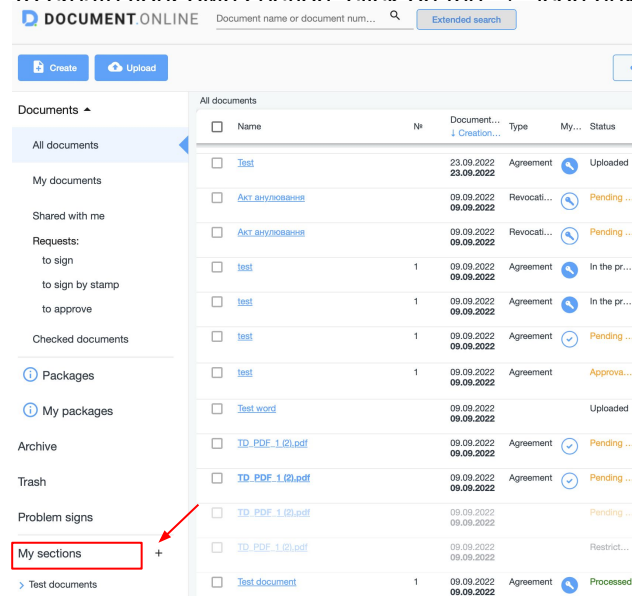 DOCUMENT.ONLINE
Document name or document num...
Extended search
Create
Upload
All documents
Documents
All documents
My documents
Shared with me
Requests:
to sign
to sign by stamp
to approve
Checked documents
Packages
My packages
Archive
Trash
Problem signs
My sections +
Test documents
Name № Document... Type My... Status
↓ Creation...
Test 23.09.2022 Agreement Uploaded
23.09.2022
Акт анулювання 09.09.2022 Revocati... Pending ...
09.09.2022
Акт анулювання 09.09.2022 Revocati... Pending ...
09.09.2022
test 1 09.09.2022 Agreement In the pr...
09.09.2022
test 1 09.09.2022 Agreement In the pr...
09.09.2022
test 1 09.09.2022 Agreement Pending ...
09.09.2022
test 1 09.09.2022 Agreement Approva...
09.09.2022
Test word 09.09.2022 Uploaded
09.09.2022
TD_PDF_1 (2).pdf 09.09.2022 Agreement Pending ...
09.09.2022
TD_PDF_1 (2).pdf 09.09.2022 Agreement Pending ...
09.09.2022
TD_PDF_1 (2).pdf 09.09.2022 Pending ...
09.09.2022
TD_PDF_1 (2).pdf 09.09.2022 Restrict...
09.09.2022
Test document 1 09.09.2022 Agreement Processed
09.09.2022